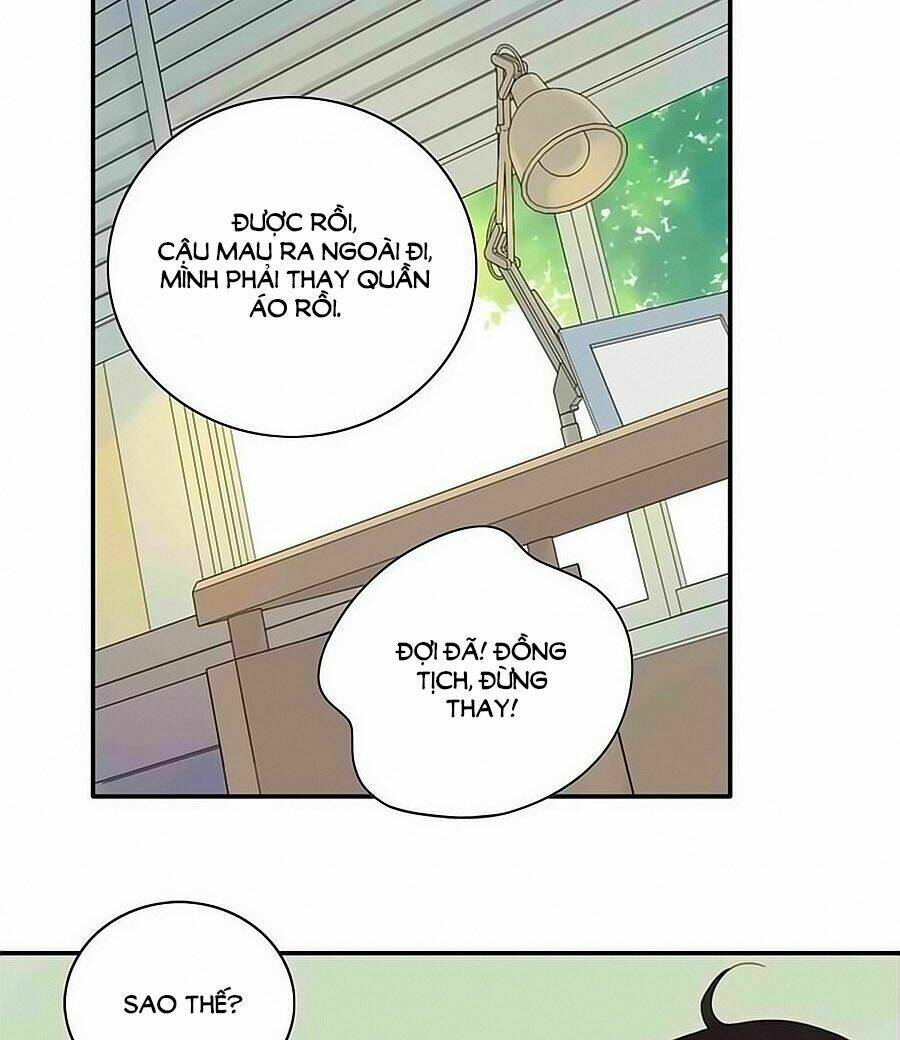 ĐƯỢC RỒI,
CẬU MAU RA NGOÀI ĐI,
MÌNH PHẢI THAY QUẦN
ÁO RỒI.
ĐỢI ĐÃ! ĐỒNG
TỊCH, ĐỪNG
THAY!
SAO THẾ?